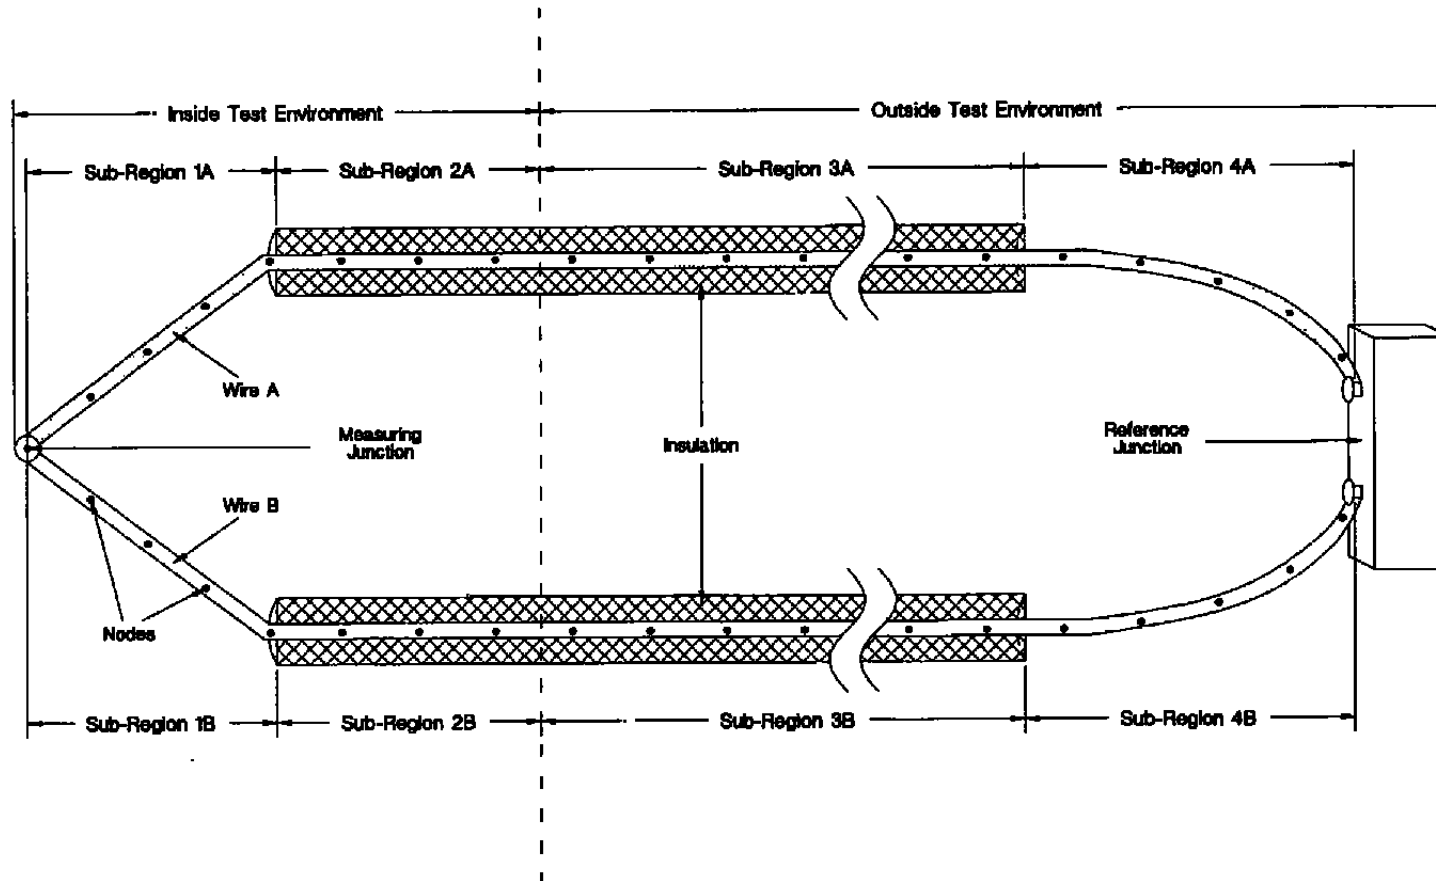 Inside Test Environment
Outside Test Environment
Sub-Region 1A
Sub-Region 2A
Sub-Region 3A
Sub-Region 4A
Wire A
Measuring
Junction
Insulation
Reference
Junction
Wire B
Nodes
Sub-Region 1B
Sub-Region 2B
Sub-Region 3B
Sub-Region 4B